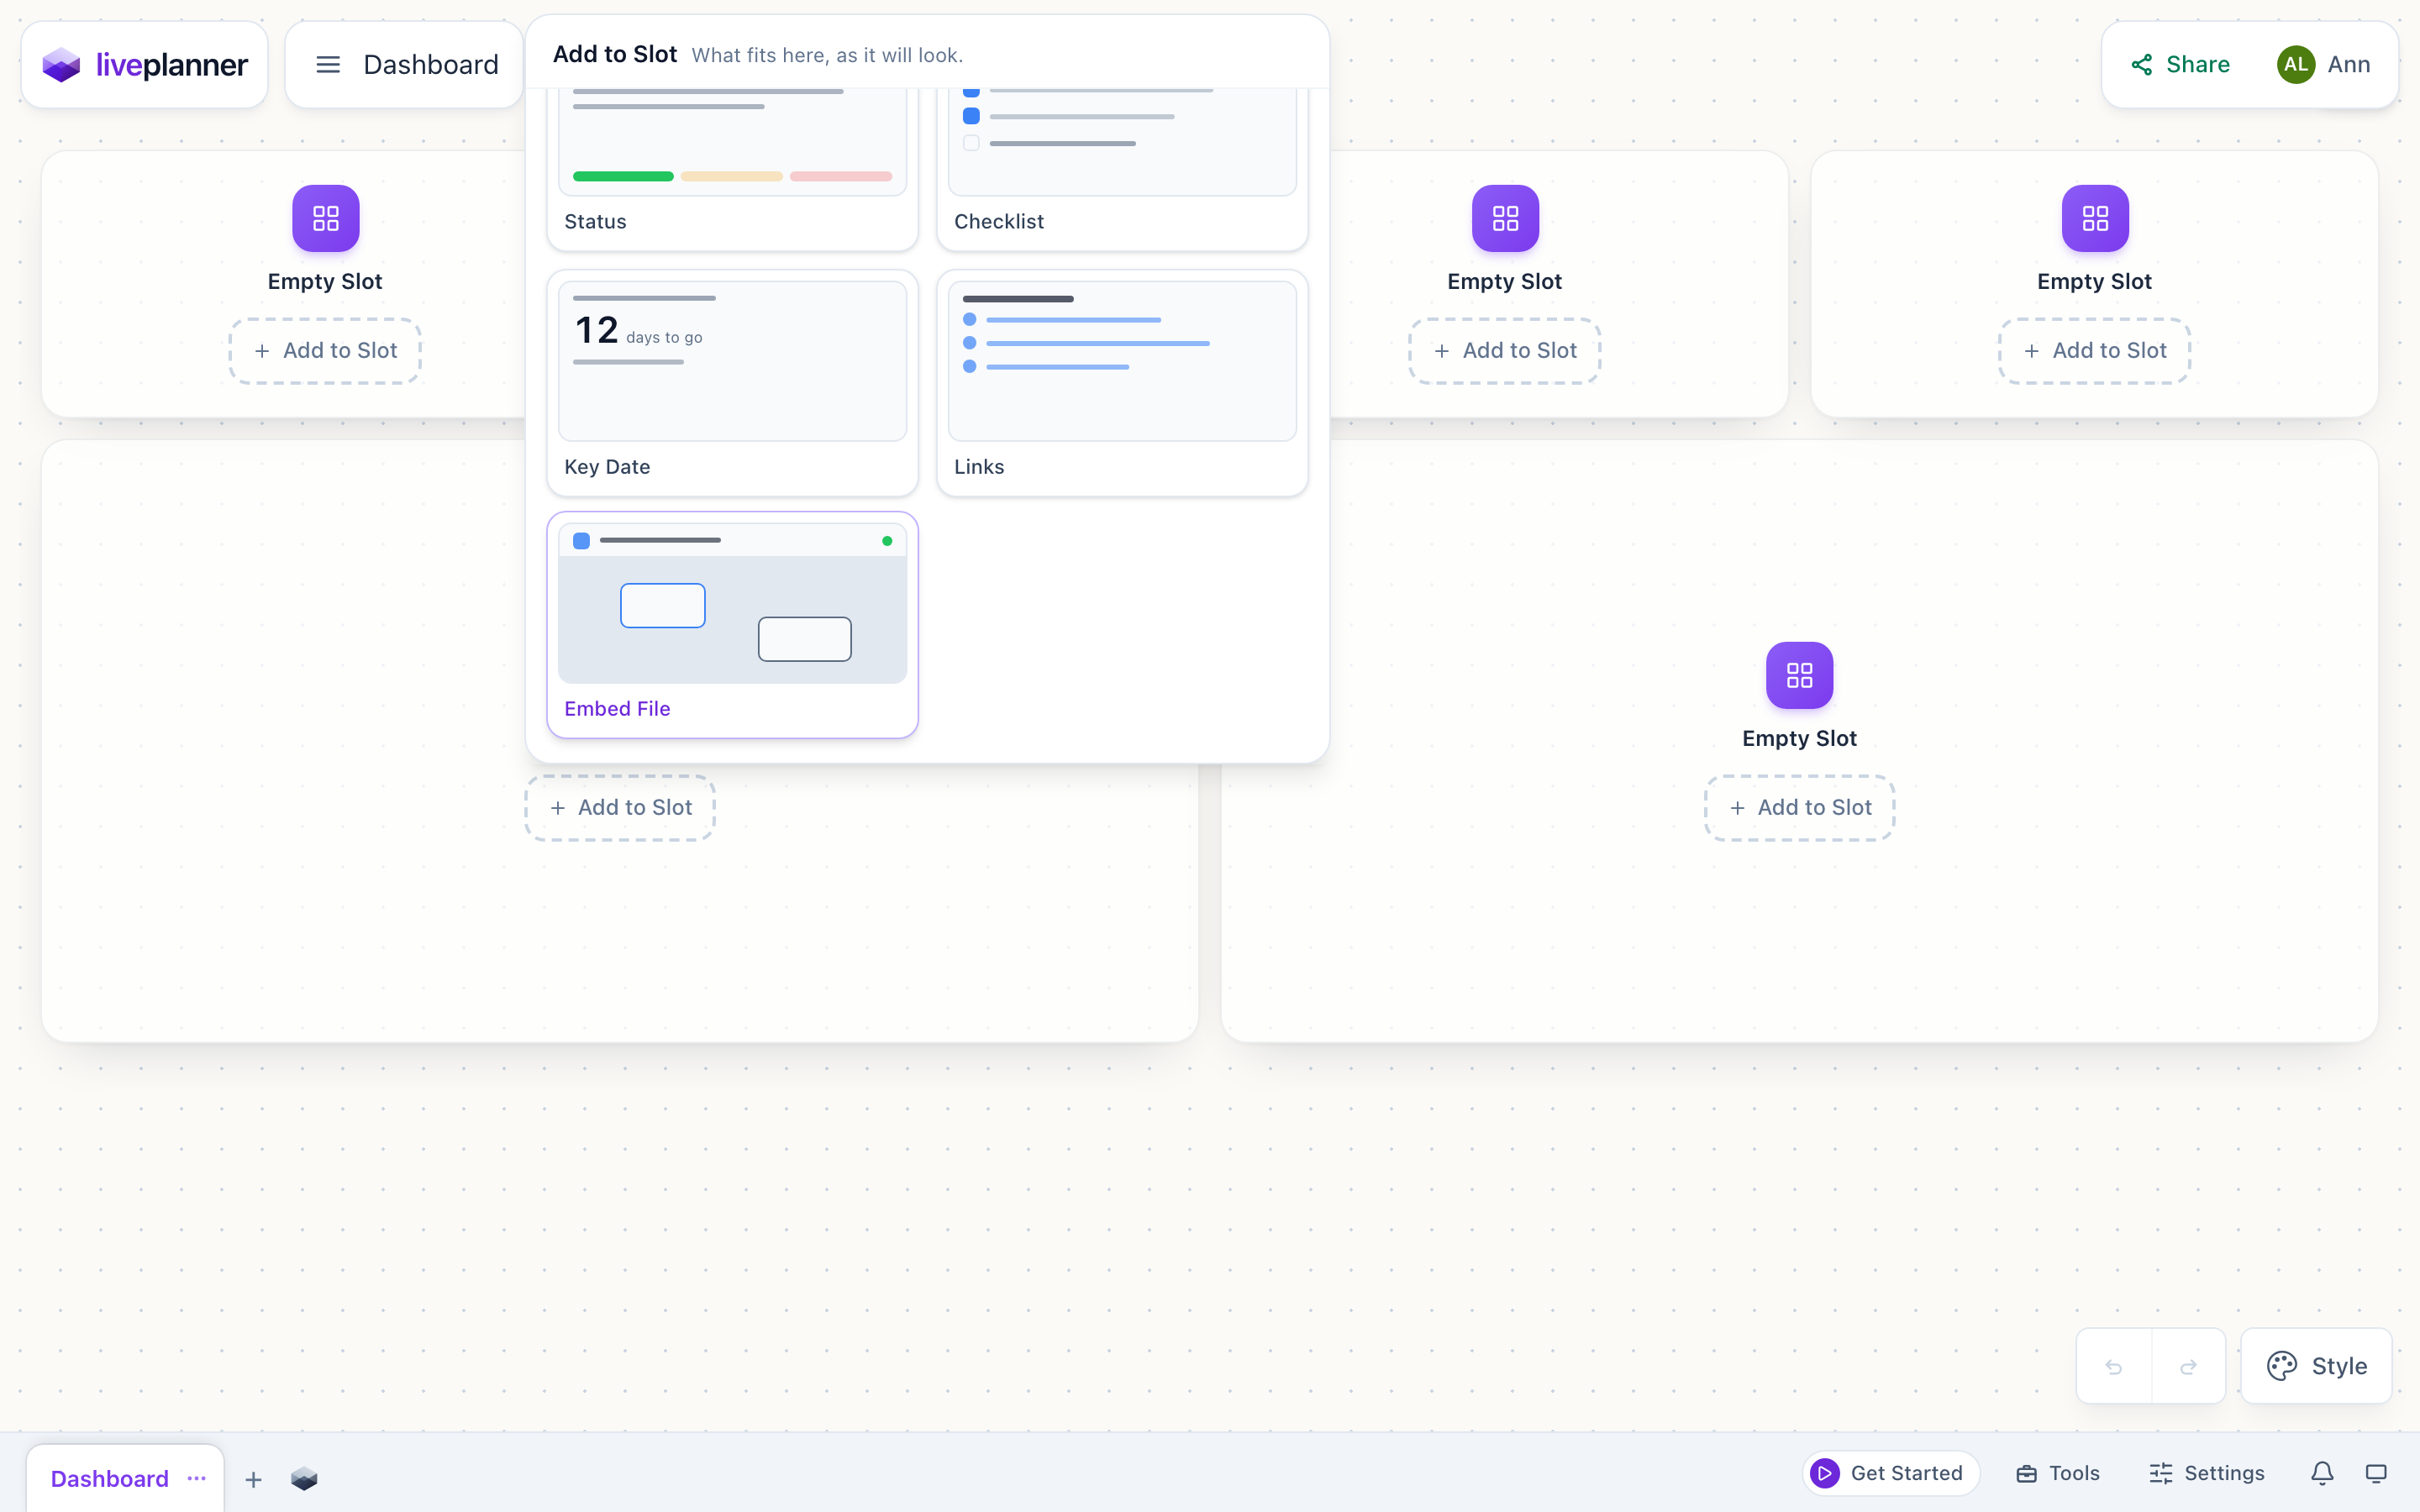 liveplanner
Dashboard
Add to Slot What fits here, as it will look.
Share
AL Ann
Status
Checklist
Empty Slot
+ Add to Slot
Empty Slot
+ Add to Slot
Empty Slot
+ Add to Slot
12 days to go
Key Date
Links
Embed File
+ Add to Slot
Empty Slot
+ Add to Slot
Style
Dashboard ...
+
Get Started
Tools
Settings